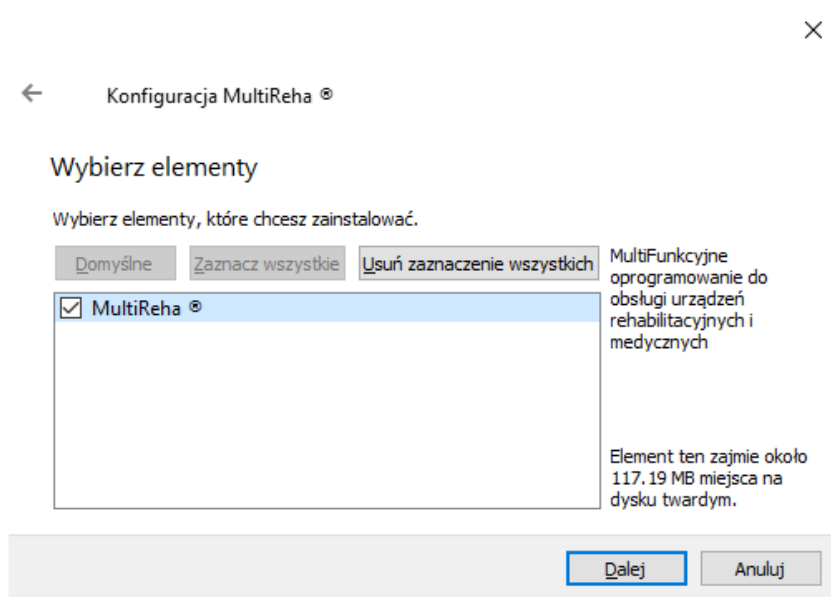 Konfiguracja MultiReha ®
Wybierz elementy
Wybierz elementy, które chcesz zainstalować.
Domyślne
Zaznacz wszystkie
Usuń zaznaczenie wszystkich
MultiReha ®
MultiFunkcyjne
oprogramowanie do
obsługi urządzeń
rehabilitacyjnych i
medycznych
Element ten zajmie około
117.19 MB miejsca na
dysku twardym.
Dalej
Anuluj